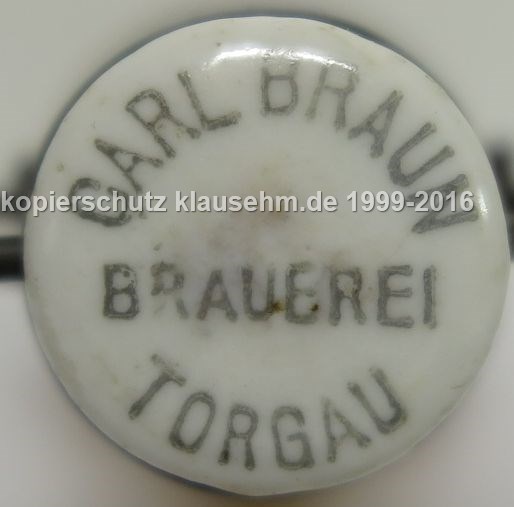 CARL BRAUN
kopierschutz klausehm.de 1999-2016
BRAUEREI
TORGAU